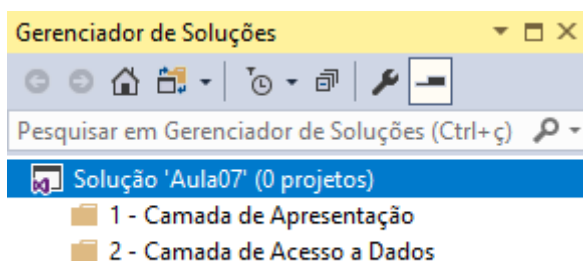 Gerenciador de Soluções
Pesquisar em Gerenciador de Soluções (Ctrl+ç)
Solução 'Aula07' (0 projetos)
1 - Camada de Apresentação
2 - Camada de Acesso a Dados